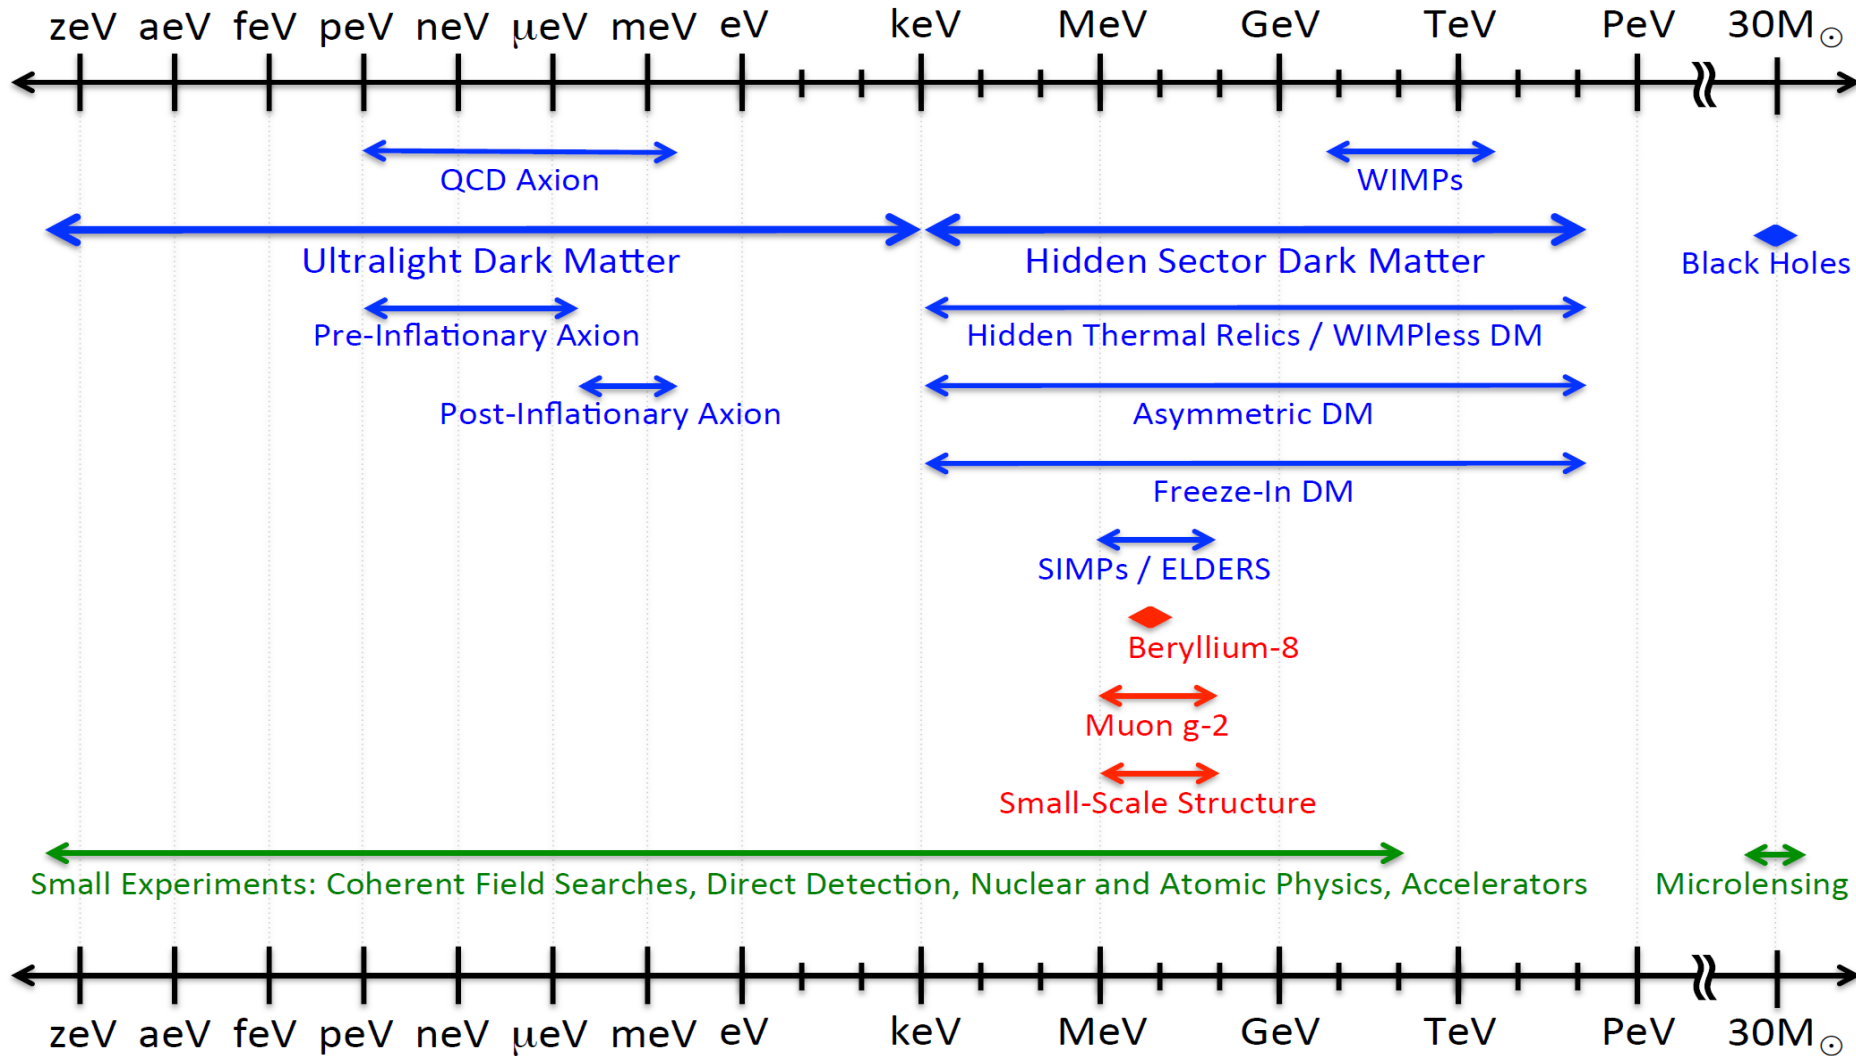 zeV aeV feV peV neV μeV meV eV keV MeV GeV TeV PeV 30M☉
QCD Axion WIMPs
Ultralight Dark Matter Hidden Sector Dark Matter Black Holes
Pre-Inflationary Axion Hidden Thermal Relics / WIMPless DM
Post-Inflationary Axion Asymmetric DM
Freeze-In DM
SIMPs / ELDERS
Beryllium-8
Muon g-2
Small-Scale Structure
Small Experiments: Coherent Field Searches, Direct Detection, Nuclear and Atomic Physics, Accelerators Microlensing
zeV aeV feV peV neV μeV meV eV keV MeV GeV TeV PeV 30M☉